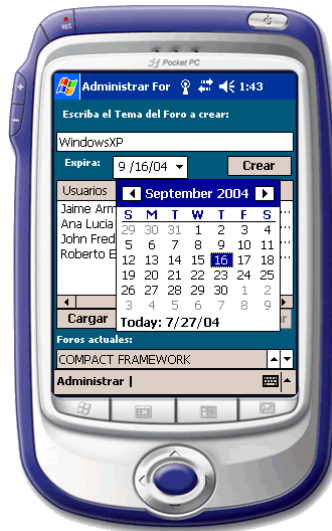 REC
Pocket PC
Administrar For 1:43
Escriba el Tema del Foro a crear:
WindowsXP
Expira: 9 /16/04 Crear
Usuarios
Jaime Arm
Ana Lucia
John Fred
Roberto E
September 2004
S M T W T F S
29 30 31 1 2 3 4
5 6 7 8 9 10 11
12 13 14 15 16 17 18
19 20 21 22 23 24 25
26 27 28 29 30 1 2
3 4 5 6 7 8 9
Today: 7/27/04
Cargar
Foros actuales:
COMPACT FRAMEWORK
Administrar